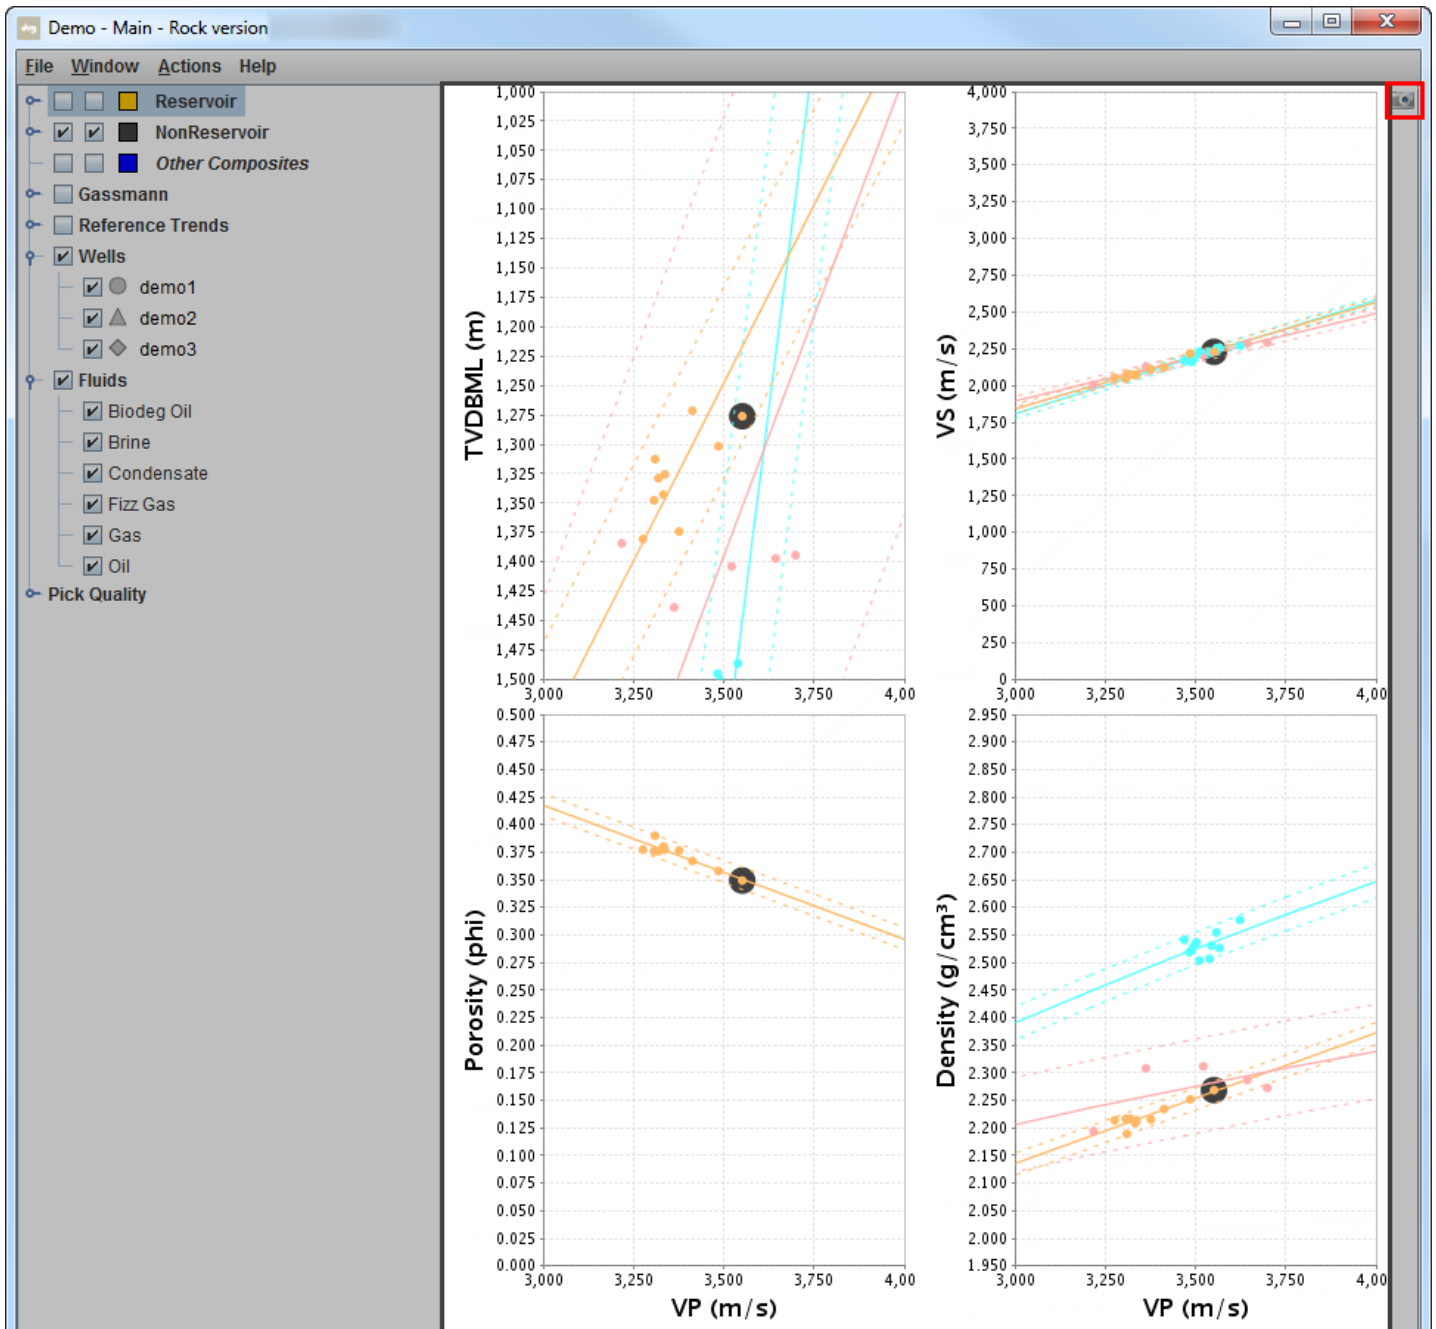 Demo - Main - Rock version
File Window Actions Help
Reservoir
NonReservoir
Other Composites
Gassmann
Reference Trends
Wells
demo1
demo2
demo3
Fluids
Biodeg Oil
Brine
Condensate
Fizz Gas
Gas
Oil
Pick Quality
TVDBML (m)
1,000
1,025
1,050
1,075
1,100
1,125
1,150
1,175
1,200
1,225
1,250
1,275
1,300
1,325
1,350
1,375
1,400
1,425
1,450
1,475
1,500
3,000 3,250 3,500 3,750 4,00
VS (m/s)
4,000
3,750
3,500
3,250
3,000
2,750
2,500
2,250
2,000
1,750
1,500
1,250
1,000
750
500
250
0
3,000 3,250 3,500 3,750 4,00
Porosity (phi)
0.500
0.475
0.450
0.425
0.400
0.375
0.350
0.325
0.300
0.275
0.250
0.225
0.200
0.175
0.150
0.125
0.100
0.075
0.050
0.025
0.000
3,000 3,250 3,500 3,750 4,00
VP (m/s)
Density (g/cm³)
2.950
2.900
2.850
2.800
2.750
2.700
2.650
2.600
2.550
2.500
2.450
2.400
2.350
2.300
2.250
2.200
2.150
2.100
2.050
2.000
1.950
3,000 3,250 3,500 3,750 4,00
VP (m/s)